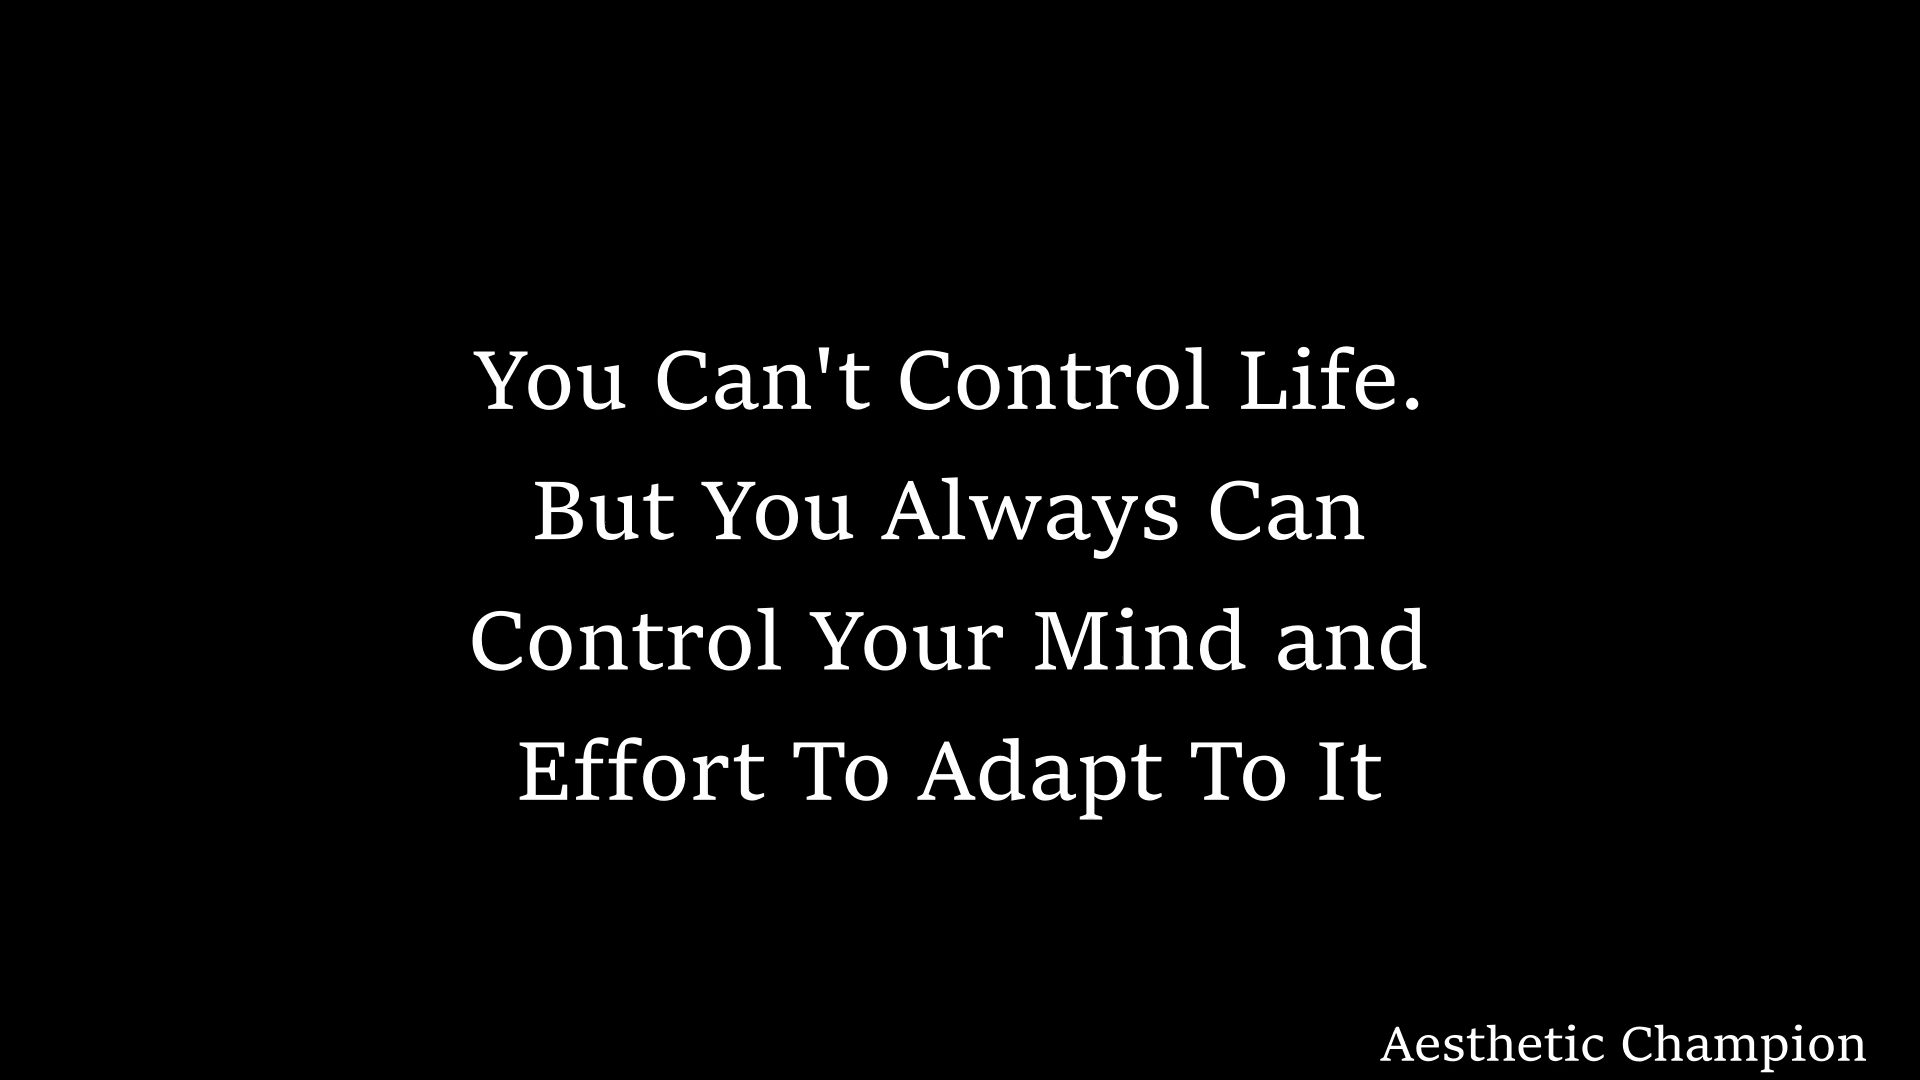 You Can't Control Life.
But You Always Can
Control Your Mind and
Effort To Adapt To It
Aesthetic Champion